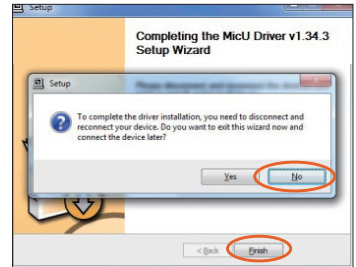 Setup
Completing the MicU Driver v1.34.3
Setup Wizard
Setup
To complete the driver installation, you need to disconnect and
reconnect your device. Do you want to exit this wizard now and
connect the device later?
Yes
No
< Back
Finish